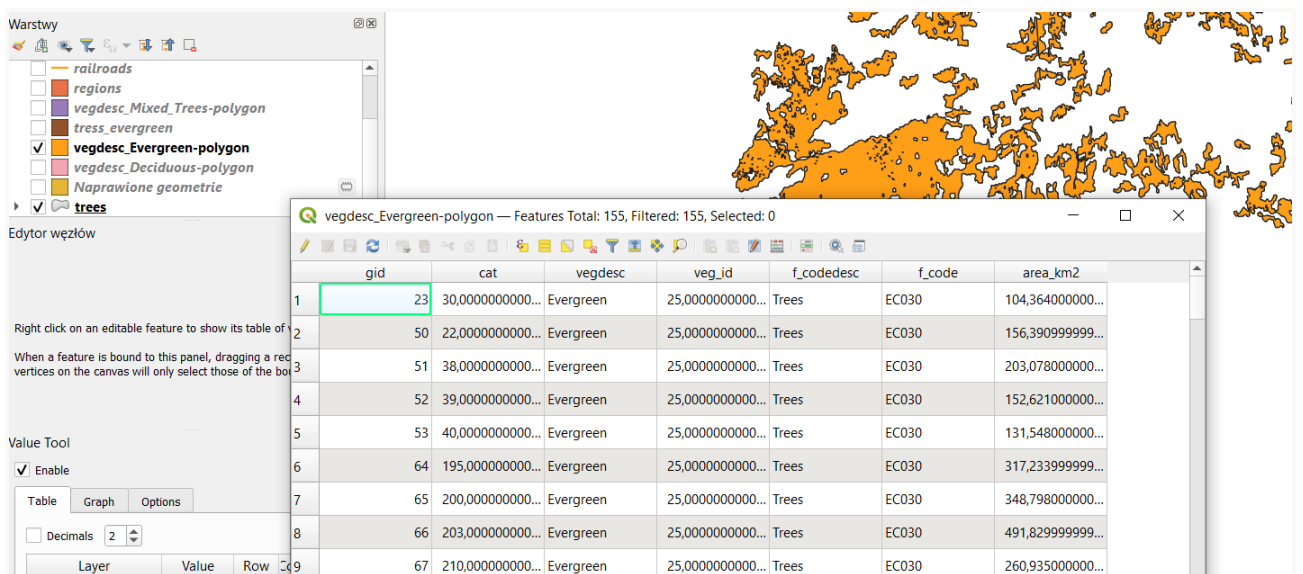 Warstwy
railroads
regions
vegdesc_Mixed_Trees-polygon
tress_evergreen
vegdesc_Evergreen-polygon
vegdesc_Deciduous-polygon
Naprawione geometrie
trees
Edytor węzłów
Right click on an editable feature to show its table of
When a feature is bound to this panel, dragging a rec
vertices on the canvas will only select those of the bou
Value Tool
Enable
Table Graph Options
Decimals 2
Layer Value Row
vegdesc_Evergreen-polygon — Features Total: 155, Filtered: 155, Selected: 0
gid cat vegdesc veg_id f_codedesc f_code area_km2
1 23 30,0000000000... Evergreen 25,0000000000... Trees EC030 104,364000000...
2 50 22,0000000000... Evergreen 25,0000000000... Trees EC030 156,390999999...
3 51 38,0000000000... Evergreen 25,0000000000... Trees EC030 203,078000000...
4 52 39,0000000000... Evergreen 25,0000000000... Trees EC030 152,621000000...
5 53 40,0000000000... Evergreen 25,0000000000... Trees EC030 131,548000000...
6 64 195,000000000... Evergreen 25,0000000000... Trees EC030 317,233999999...
7 65 200,000000000... Evergreen 25,0000000000... Trees EC030 348,798000000...
8 66 203,000000000... Evergreen 25,0000000000... Trees EC030 491,829999999...
9 67 210,000000000... Evergreen 25,0000000000... Trees EC030 260,935000000...